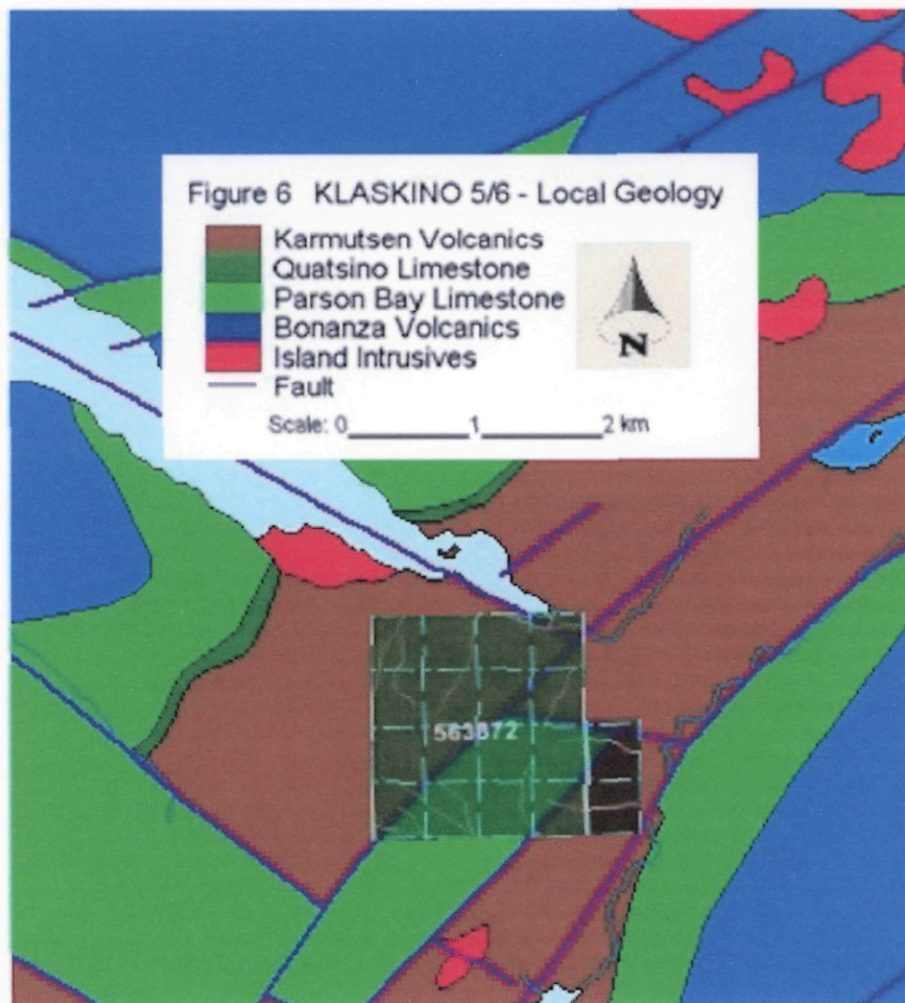 Figure 6 KLASKINO 5/6 - Local Geology
Karmutsen Volcanics
Quatsino Limestone
Parson Bay Limestone
Bonanza Volcanics
Island Intrusives
Fault
N
Scale: 0 1 2 km
563872